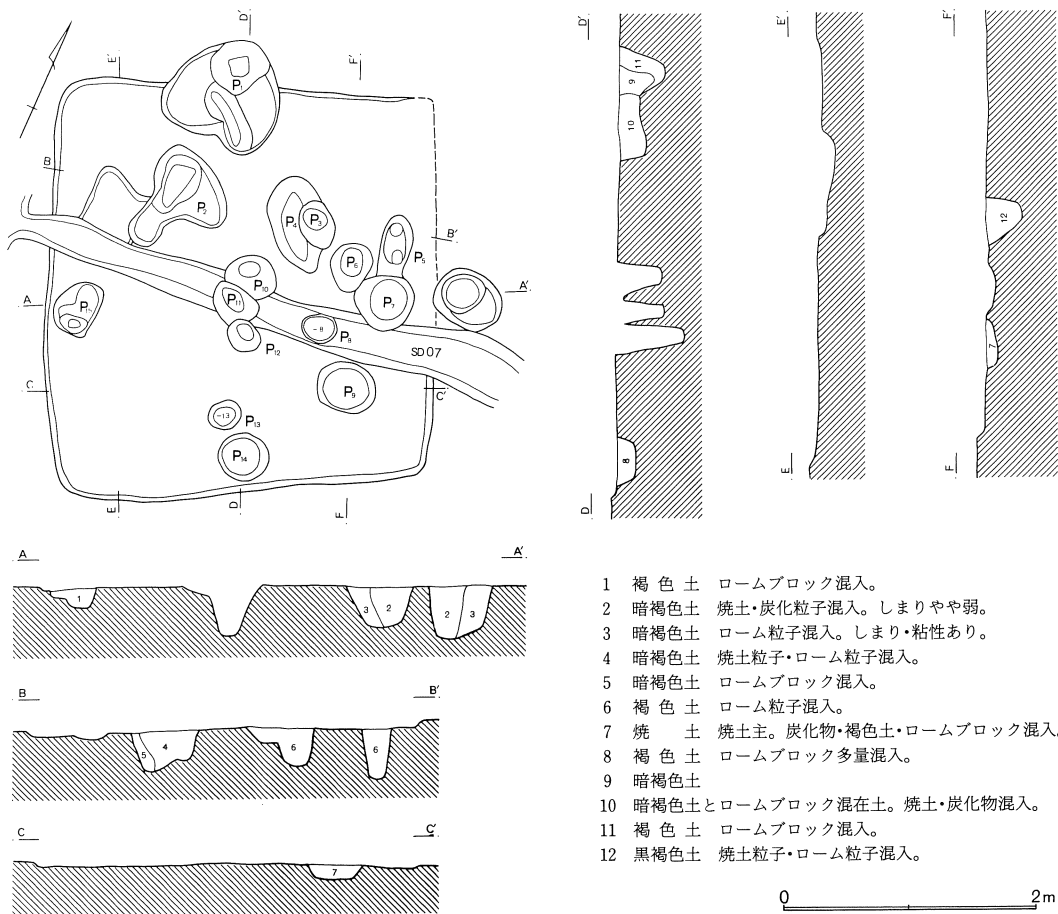 D′
E′
F′
P₁
B
P₂
P₄
P₃
B′
P₅
P₆
A′
P₁₀
P₁₁
P₇
A
P₁₂
-8
P₈
SD07
C
P₉
C′
-13
P₁₃
P₁₄
E
D
F
D′
E′
F′
11
9
10
12
7
8
D
E
F
A
A′
1
3
2
2
3
B
B′
5
4
6
6
C
C′
7
1 褐色土 ロームブロック混入。
2 暗褐色土 焼土・炭化粒子混入。しまりやや弱。
3 暗褐色土 ローム粒子混入。しまり・粘性あり。
4 暗褐色土 焼土粒子・ローム粒子混入。
5 暗褐色土 ロームブロック混入。
6 褐色土 ローム粒子混入。
7 焼土 焼土主。炭化物・褐色土・ロームブロック混入。
8 褐色土 ロームブロック多量混入。
9 暗褐色土
10 暗褐色土とロームブロック混在土。焼土・炭化物混入。
11 褐色土 ロームブロック混入。
12 黒褐色土 焼土粒子・ローム粒子混入。
0 2m